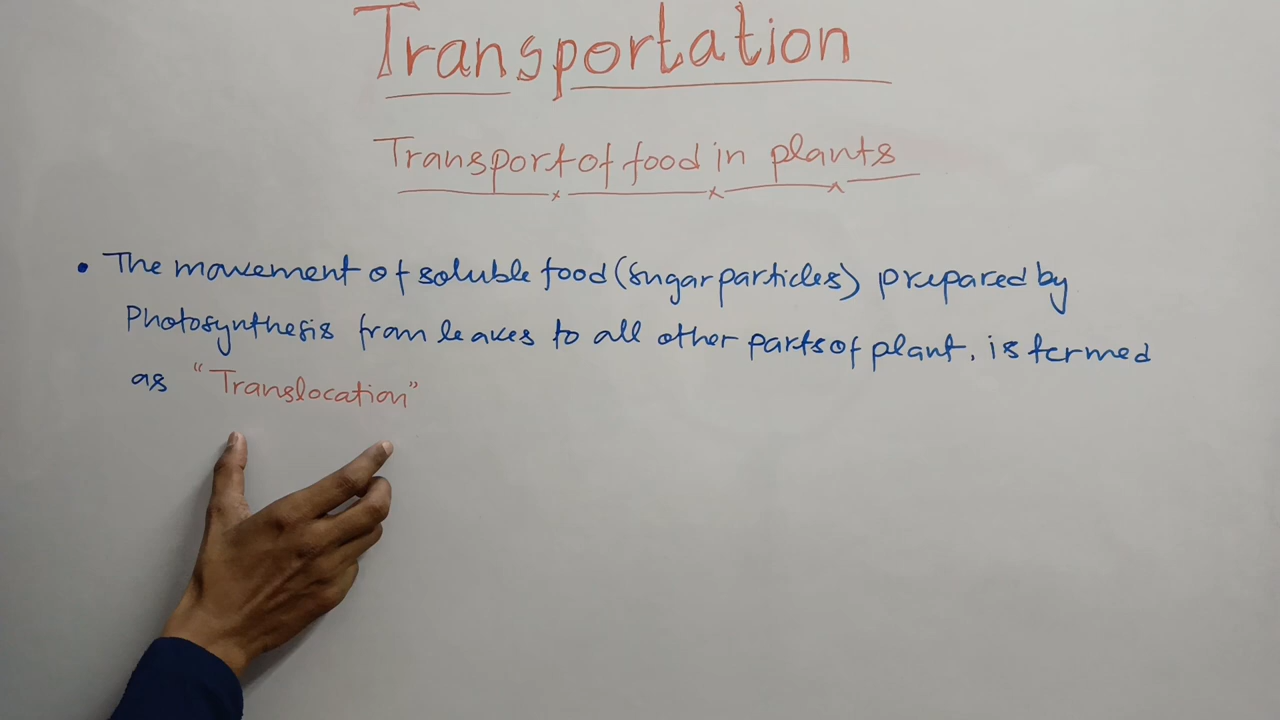 Transportation
Transport of food in plants
• The movement of soluble food (sugar particles) prepared by
Photosynthesis from leaves to all other parts of plant, is termed
as "Translocation"